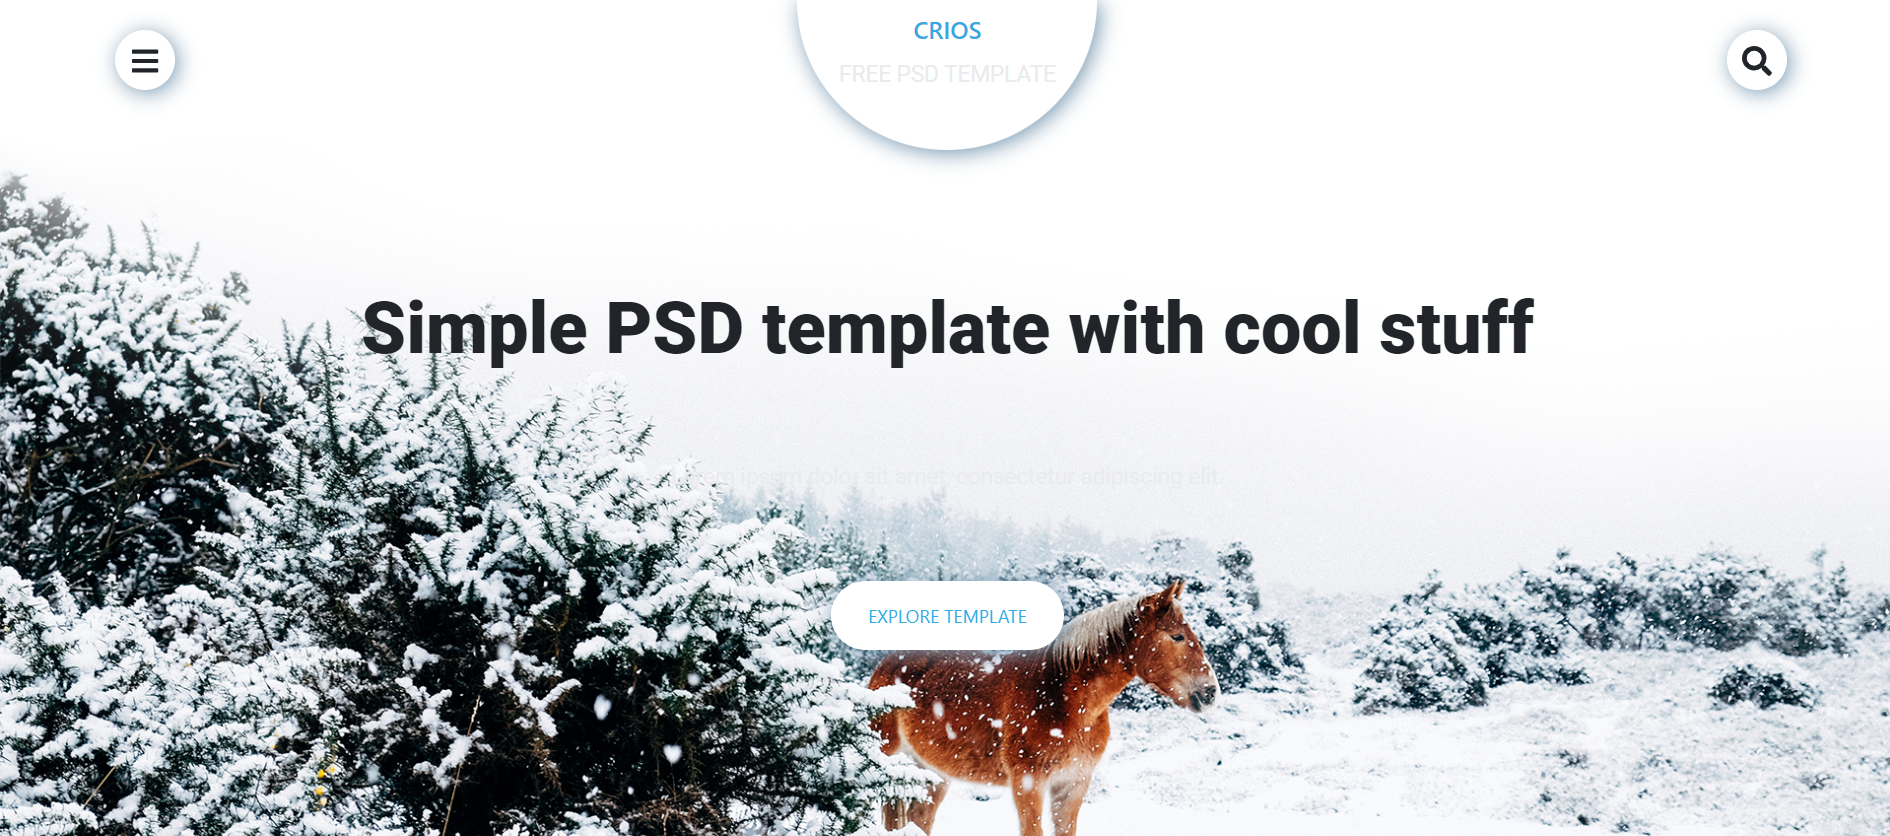 CRIOS
FREE PSD TEMPLATE
Simple PSD template with cool stuff
Lorem ipsum dolor sit amet, consectetur adipiscing elit.
EXPLORE TEMPLATE